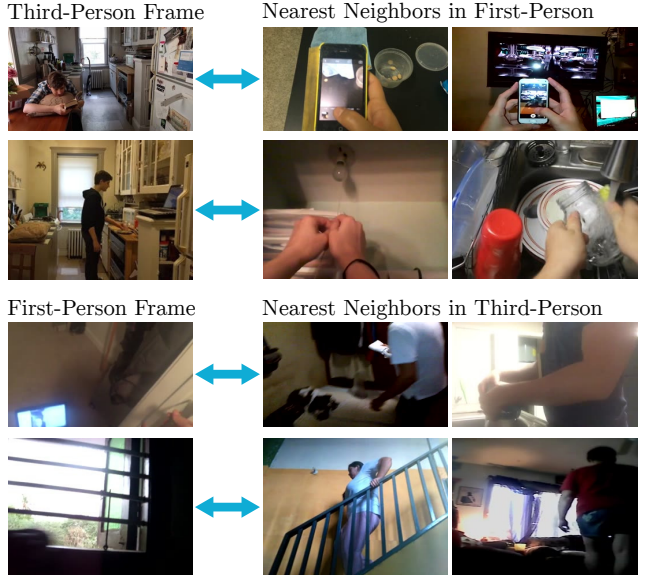 Third-Person Frame
Nearest Neighbors in First-Person
First-Person Frame
Nearest Neighbors in Third-Person